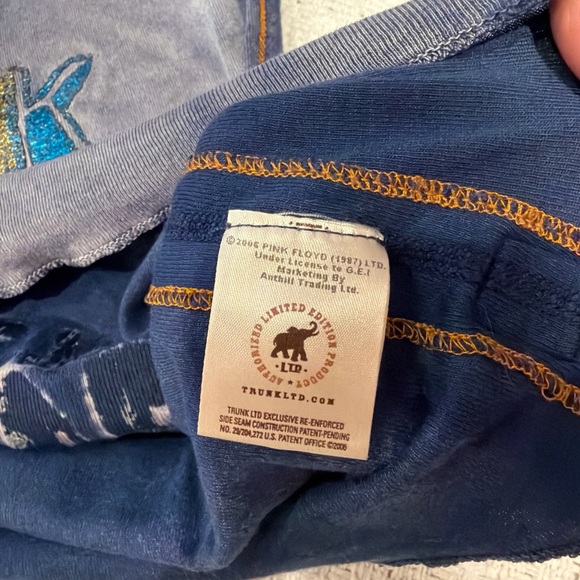 K
©2006 PINK FLOYD (1987) LTD.
Under License to G.E.I
Marketing By
Anthill Trading Ltd.
AUTHORIZED LIMITED EDITION PRODUCT
LTD
TRUNKLTD.COM
TRUNK LTD EXCLUSIVE RE-ENFORCED
SIDE SEAM CONSTRUCTION PATENT-PENDING
NO. 29/204,272 U.S. PATENT OFFICE ©2006